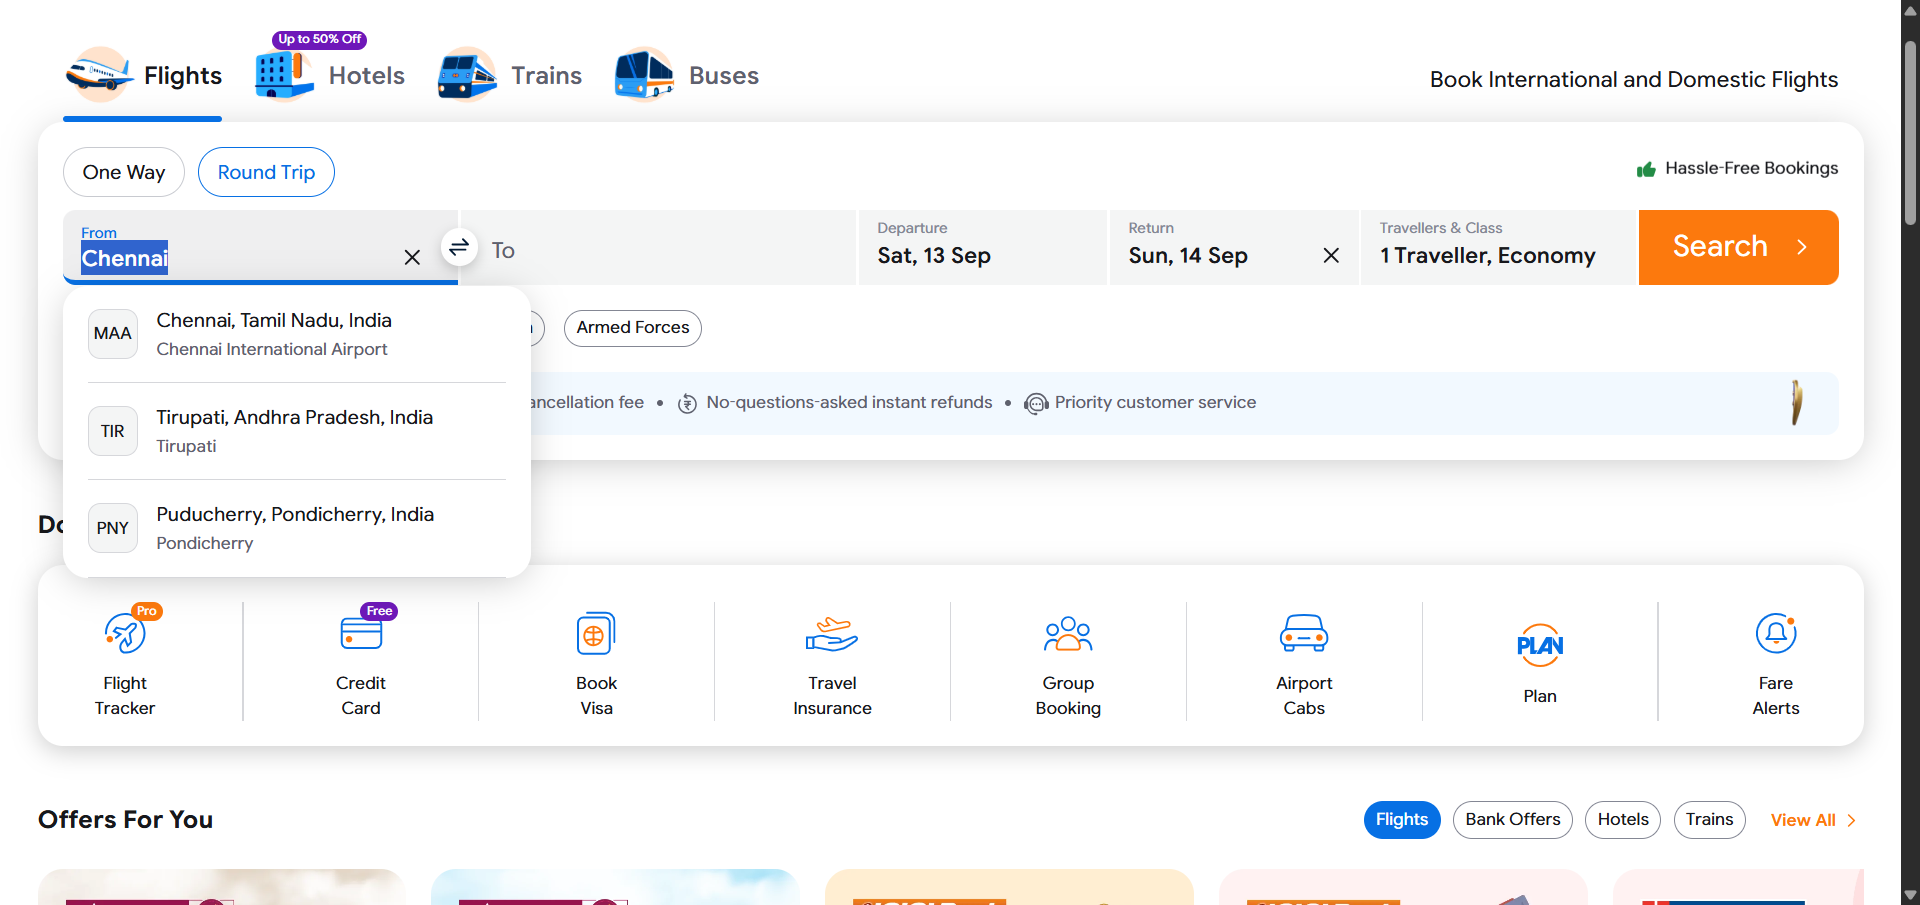 Up to 50% Off
Flights
Hotels
Trains
Buses
Book International and Domestic Flights
One Way
Round Trip
Hassle-Free Bookings
From
Chennai
To
Departure
Sat, 13 Sep
Return
Sun, 14 Sep
Travellers & Class
1 Traveller, Economy
Search
MAA
Chennai, Tamil Nadu, India
Chennai International Airport
TIR
Tirupati, Andhra Pradesh, India
Tirupati
PNY
Puducherry, Pondicherry, India
Pondicherry
Armed Forces
ancellation fee • No-questions-asked instant refunds • Priority customer service
Pro
Flight
Tracker
Free
Credit
Card
Book
Visa
Travel
Insurance
Group
Booking
Airport
Cabs
PLAN
Plan
Fare
Alerts
Offers For You
Flights
Bank Offers
Hotels
Trains
View All